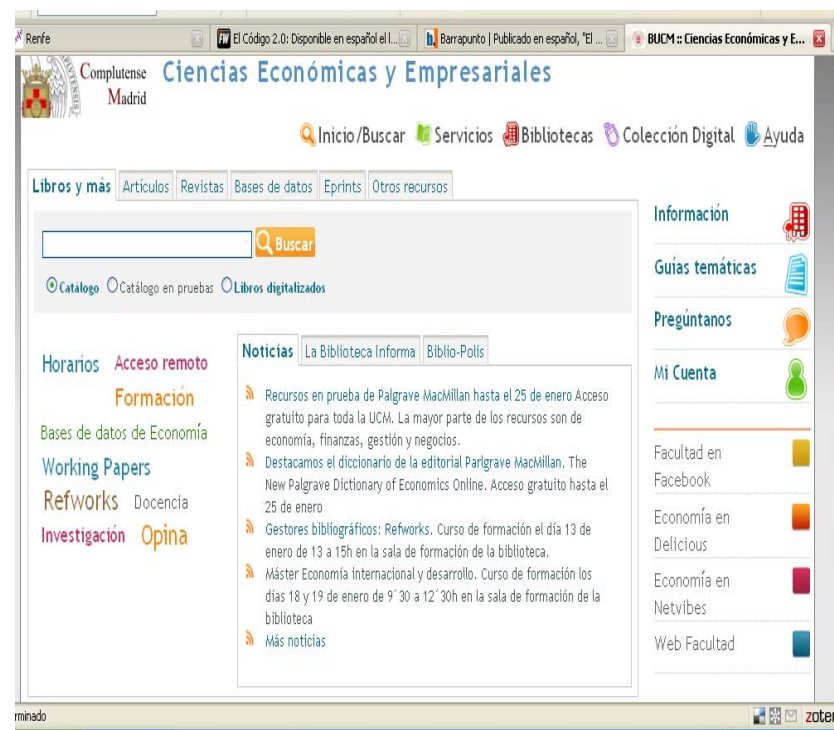 Renfe
El Código 2.0: Disponible en español el l...
Barrapunto | Publicado en español, "El ...
BUCM :: Ciencias Económicas y E...
Complutense
Madrid
Ciencias Económicas y Empresariales
Inicio/Buscar Servicios Bibliotecas Colección Digital Ayuda
Libros y más Artículos Revistas Bases de datos Eprints Otros recursos
Buscar
Catálogo Catálogo en pruebas Libros digitalizados
Horarios Acceso remoto
Formación
Bases de datos de Economía
Working Papers
Refworks Docencia
Investigación Opina
Noticias La Biblioteca Informa Biblio-Polis
Recursos en prueba de Palgrave MacMillan hasta el 25 de enero Acceso
gratuito para toda la UCM. La mayor parte de los recursos son de
economía, finanzas, gestión y negocios.
Destacamos el diccionario de la editorial Parlgrave MacMillan. The
New Palgrave Dictionary of Economics Online. Acceso gratuito hasta el
25 de enero
Gestores bibliográficos: Refworks. Curso de formación el día 13 de
enero de 13 a 15h en la sala de formación de la biblioteca.
Máster Economía internacional y desarrollo. Curso de formación los
días 18 y 19 de enero de 9´30 a 12´30h en la sala de formación de la
biblioteca
Más noticias
Información
Guías temáticas
Pregúntanos
Mi Cuenta
Facultad en
Facebook
Economía en
Delicious
Economía en
Netvibes
Web Facultad
rminado
zoter